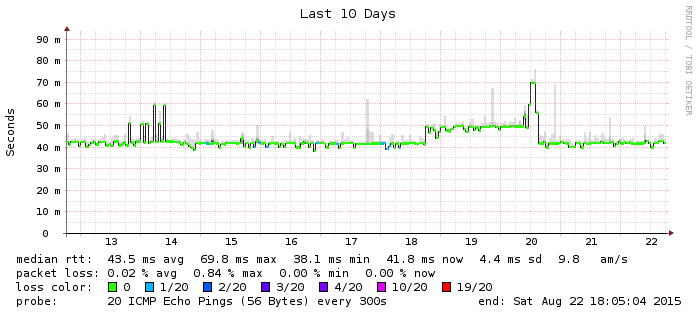 Last 10 Days
RRDTOOL / TOBI OETIKER
Seconds
90 m
80 m
70 m
60 m
50 m
40 m
30 m
20 m
10 m
0
13 14 15 16 17 18 19 20 21 22
median rtt: 43.5 ms avg 69.8 ms max 38.1 ms min 41.8 ms now 4.4 ms sd 9.8 am/s
packet loss: 0.02 % avg 0.84 % max 0.00 % min 0.00 % now
loss color: 0 1/20 2/20 3/20 4/20 10/20 19/20
probe: 20 ICMP Echo Pings (56 Bytes) every 300s end: Sat Aug 22 18:05:04 2015